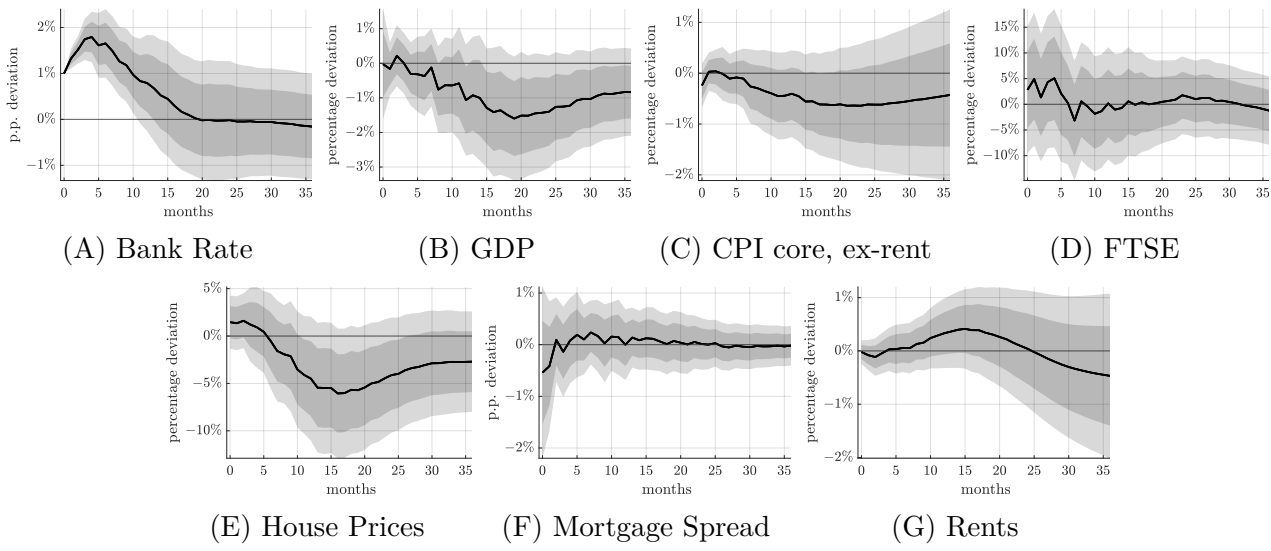 2%
1%
0%
−1%
p.p. deviation
0 5 10 15 20 25 30 35
months
(A) Bank Rate
1%
0%
−1%
−2%
−3%
percentage deviation
0 5 10 15 20 25 30 35
months
(B) GDP
1%
0%
−1%
−2%
percentage deviation
0 5 10 15 20 25 30 35
months
(C) CPI core, ex-rent
15%
10%
5%
0%
−5%
−10%
percentage deviation
0 5 10 15 20 25 30 35
months
(D) FTSE
5%
0%
−5%
−10%
percentage deviation
0 5 10 15 20 25 30 35
months
(E) House Prices
1%
0%
−1%
−2%
p.p. deviation
0 5 10 15 20 25 30 35
months
(F) Mortgage Spread
1%
0%
−1%
−2%
percentage deviation
0 5 10 15 20 25 30 35
months
(G) Rents